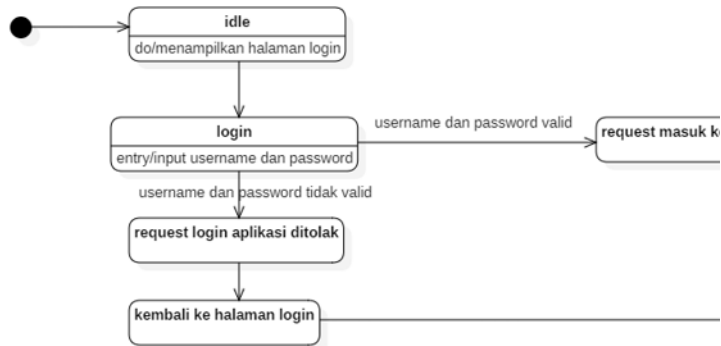 idle
do/menampilkan halaman login
login
entry/input username dan password
username dan password valid
request masuk
username dan password tidak valid
request login aplikasi ditolak
kembali ke halaman login